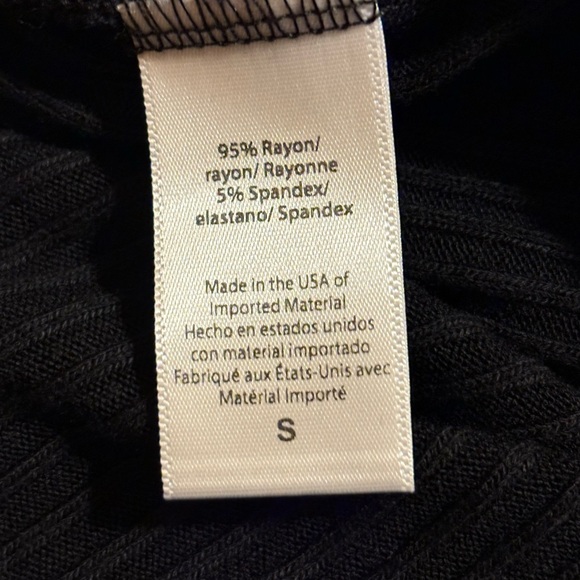 95% Rayon/
rayon/ Rayonne
5% Spandex/
elastano/ Spandex
Made in the USA of
Imported Material
Hecho en estados unidos
con material importado
Fabriqué aux États-Unis avec
Matérial Importé
S